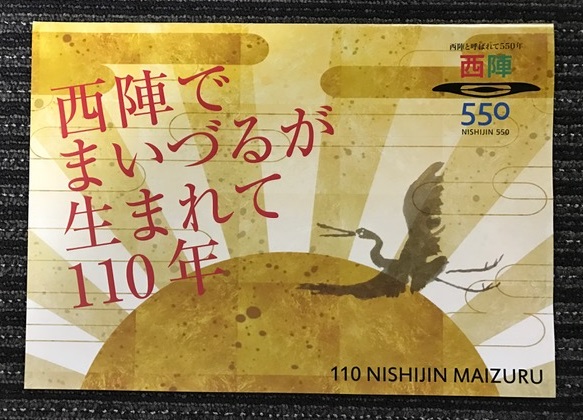 西陣と呼ばれて550年
西陣
550
NISHIJIN 550
西陣で
まいづるが
生まれて
110年
110 NISHIJIN MAIZURU